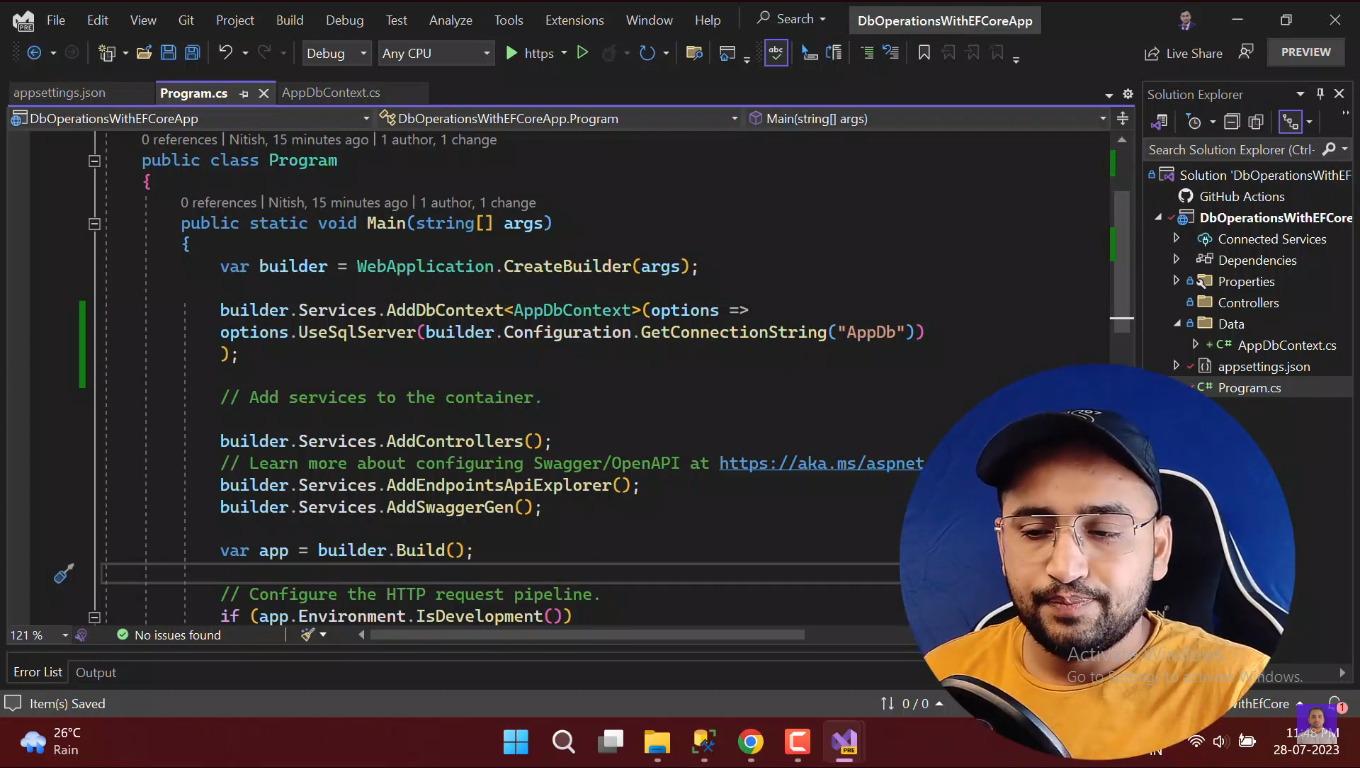 File Edit View Git Project Build Debug Test Analyze Tools Extensions Window Help Search DbOperationsWithEFCoreApp
PRE
Debug Any CPU https abc Live Share PREVIEW
appsettings.json Program.cs AppDbContext.cs
DbOperationsWithEFCoreApp DbOperationsWithEFCoreApp.Program Main(string[] args)
0 references | Nitish, 15 minutes ago | 1 author, 1 change
public class Program
{
0 references | Nitish, 15 minutes ago | 1 author, 1 change
public static void Main(string[] args)
{
var builder = WebApplication.CreateBuilder(args);
builder.Services.AddDbContext<AppDbContext>(options =>
options.UseSqlServer(builder.Configuration.GetConnectionString("AppDb"))
);
// Add services to the container.
builder.Services.AddControllers();
// Learn more about configuring Swagger/OpenAPI at https://aka.ms/aspnet
builder.Services.AddEndpointsApiExplorer();
builder.Services.AddSwaggerGen();
var app = builder.Build();
// Configure the HTTP request pipeline.
if (app.Environment.IsDevelopment())
121 % No issues found
Error List Output
Item(s) Saved 0 / 0
Solution Explorer
Search Solution Explorer (Ctrl-
Solution 'DbOperationsWithEF
GitHub Actions
DbOperationsWithEFCore
Connected Services
Dependencies
Properties
Controllers
Data
C# AppDbContext.cs
appsettings.json
C# Program.cs
Activate Windows
Go to Settings to activate Windows.
ithEfCore 1
26°C
Rain
PRE
IN
11:48 PM
28-07-2023